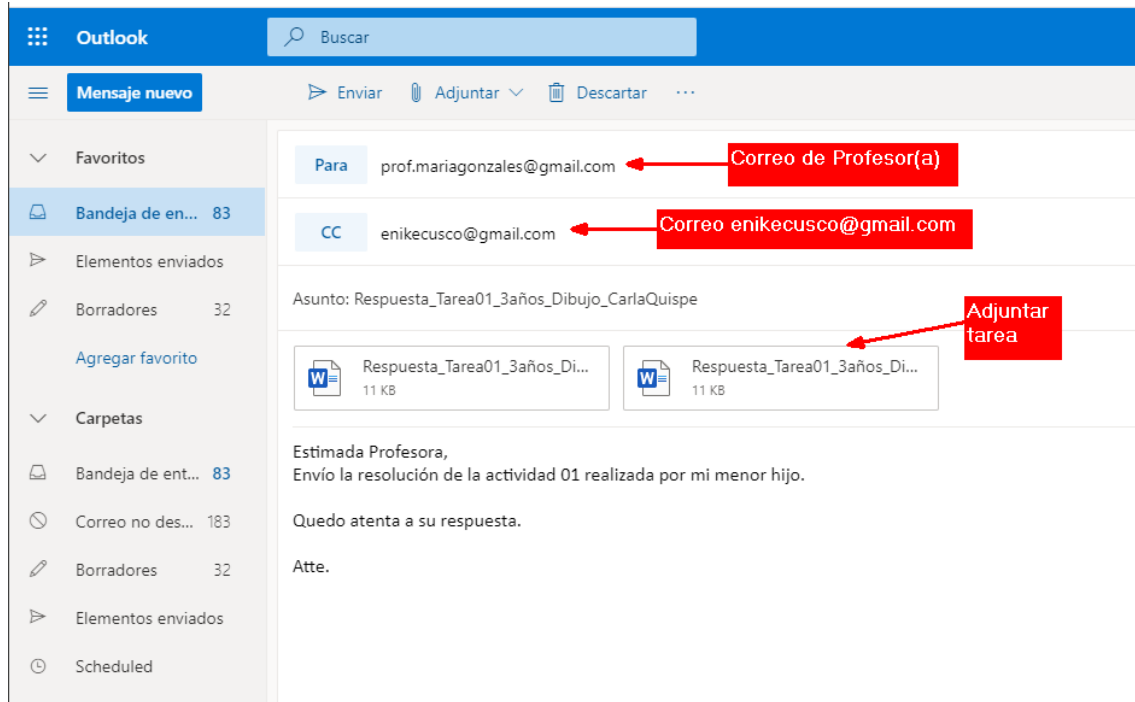 Outlook
Buscar
Mensaje nuevo
Enviar
Adjuntar
Descartar
...
Favoritos
Bandeja de en... 83
Elementos enviados
Borradores 32
Agregar favorito
Carpetas
Bandeja de ent... 83
Correo no des... 183
Borradores 32
Elementos enviados
Scheduled
Para prof.mariagonzales@gmail.com
Correo de Profesor(a)
CC enikecusco@gmail.com
Correo enikecusco@gmail.com
Asunto: Respuesta_Tarea01_3años_Dibujo_CarlaQuispe
Adjuntar
tarea
Respuesta_Tarea01_3años_Di...
11 KB
Respuesta_Tarea01_3años_Di...
11 KB
Estimada Profesora,
Envío la resolución de la actividad 01 realizada por mi menor hijo.
Quedo atenta a su respuesta.
Atte.